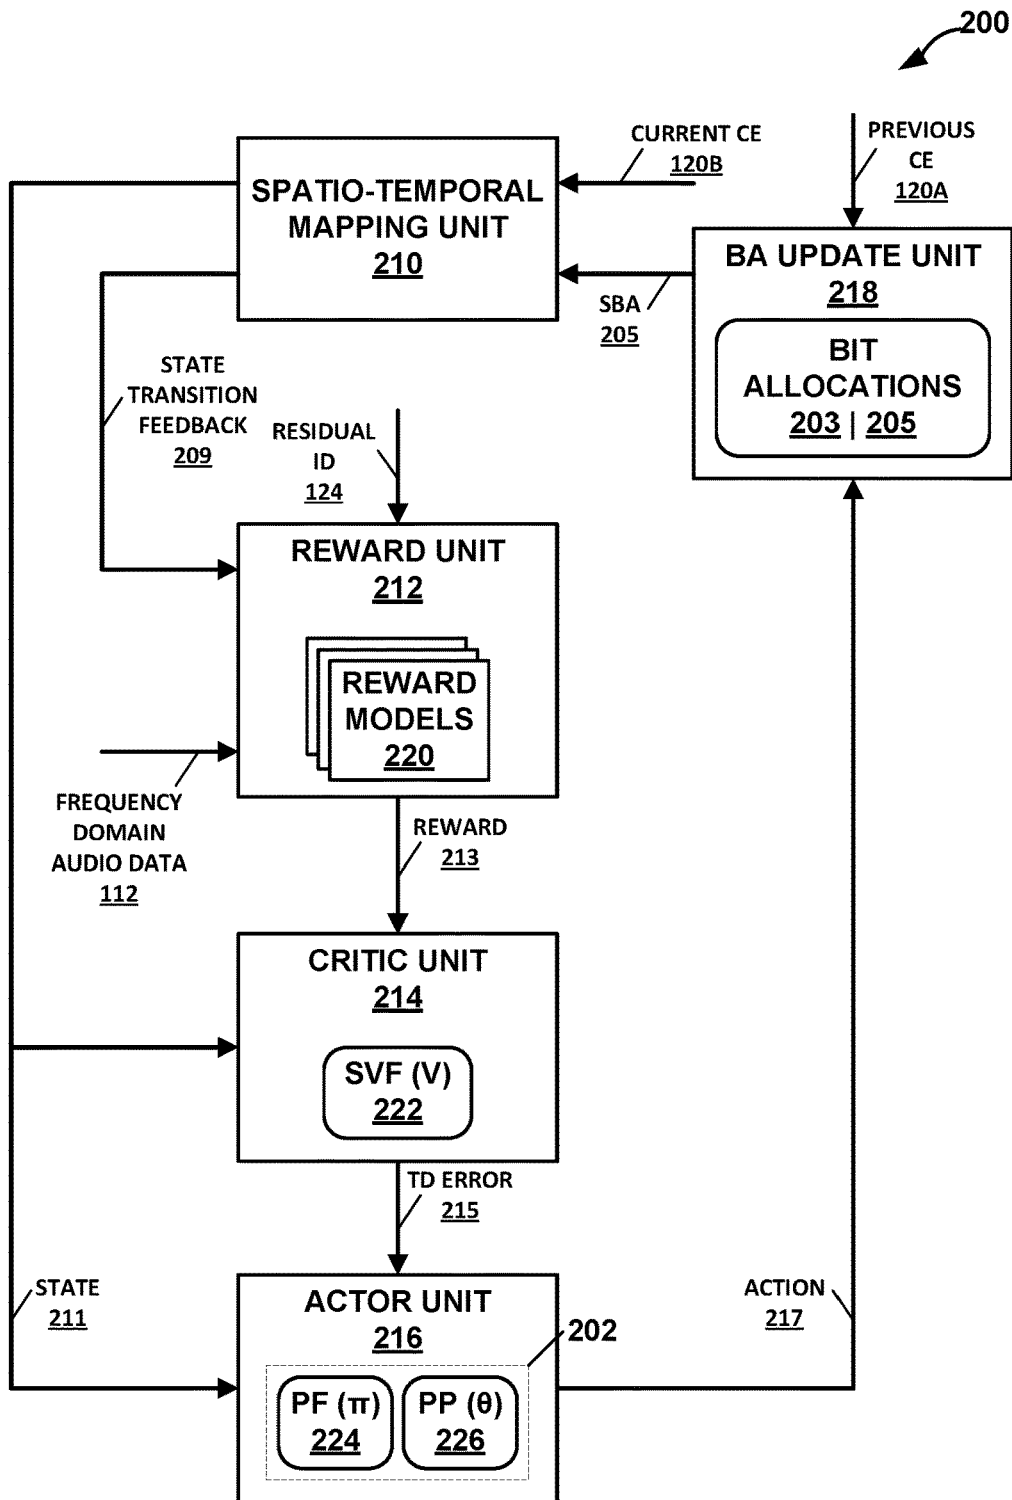 200
CURRENT CE
120B
PREVIOUS
CE
120A
SPATIO-TEMPORAL
MAPPING UNIT
210
BA UPDATE UNIT
218
SBA
205
BIT
ALLOCATIONS
203 | 205
STATE
TRANSITION
FEEDBACK
209
RESIDUAL
ID
124
REWARD UNIT
212
REWARD
MODELS
220
FREQUENCY
DOMAIN
AUDIO DATA
112
REWARD
213
CRITIC UNIT
214
SVF (V)
222
TD ERROR
215
STATE
211
ACTOR UNIT
216
202
PF (π)
224
PP (θ)
226
ACTION
217